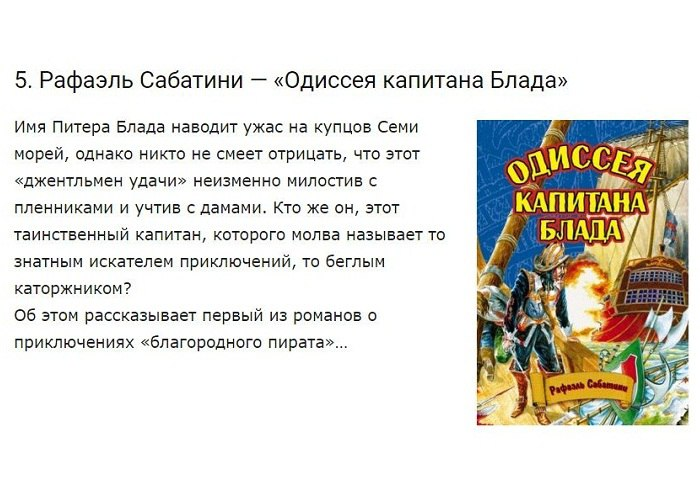 5. Рафаэль Сабатини — «Одиссея капитана Блада»
Имя Питера Блада наводит ужас на купцов Семи
морей, однако никто не смеет отрицать, что этот
«джентльмен удачи» неизменно милостив с
пленниками и учтив с дамами. Кто же он, этот
таинственный капитан, которого молва называет то
знатным искателем приключений, то беглым
каторжником?
Об этом рассказывает первый из романов о
приключениях «благородного пирата»…
ОДИССЕЯ
КАПИТАНА
БЛАДА
Рафаэль Сабатини